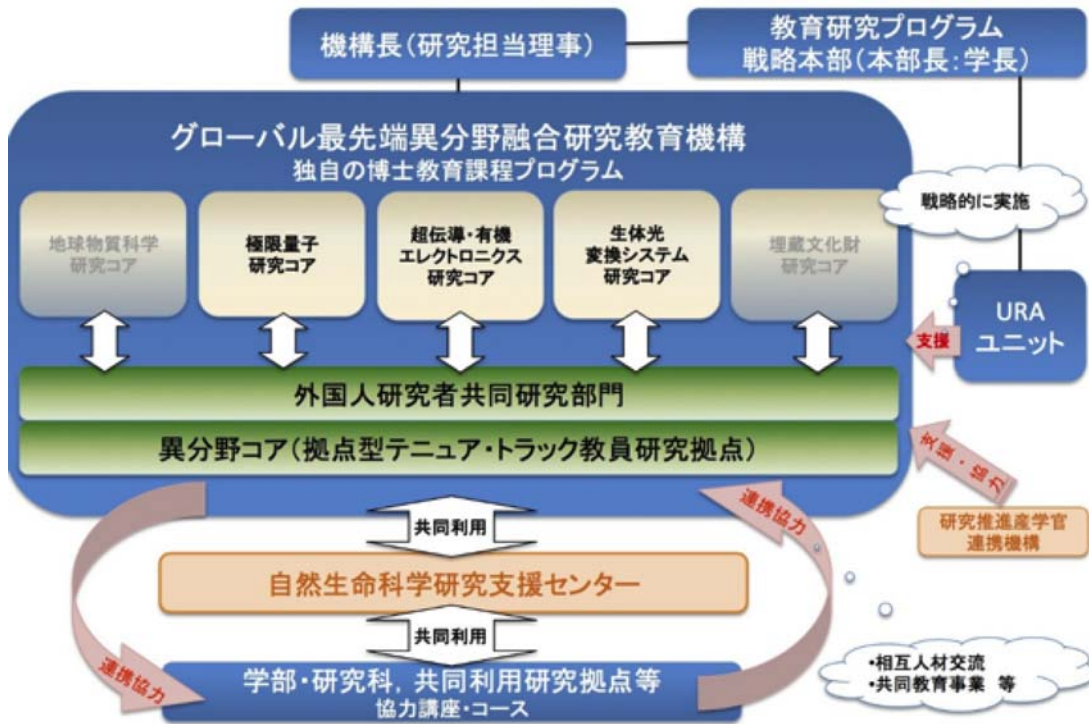 機構長(研究担当理事)
教育研究プログラム
戦略本部(本部長:学長)
グローバル最先端異分野融合研究教育機構
独自の博士教育課程プログラム
戦略的に実施
地球物質科学
研究コア
極限量子
研究コア
超伝導・有機
エレクトロニクス
研究コア
生体光
変換システム
研究コア
埋蔵文化財
研究コア
URA
ユニット
支援
外国人研究者共同研究部門
異分野コア(拠点型テニュア・トラック教員研究拠点)
支援・協力
研究推進産学官
連携機構
共同利用
連携協力
自然生命科学研究支援センター
共同利用
連携協力
学部・研究科, 共同利用研究拠点等
協力講座・コース
・相互人材交流
・共同教育事業 等